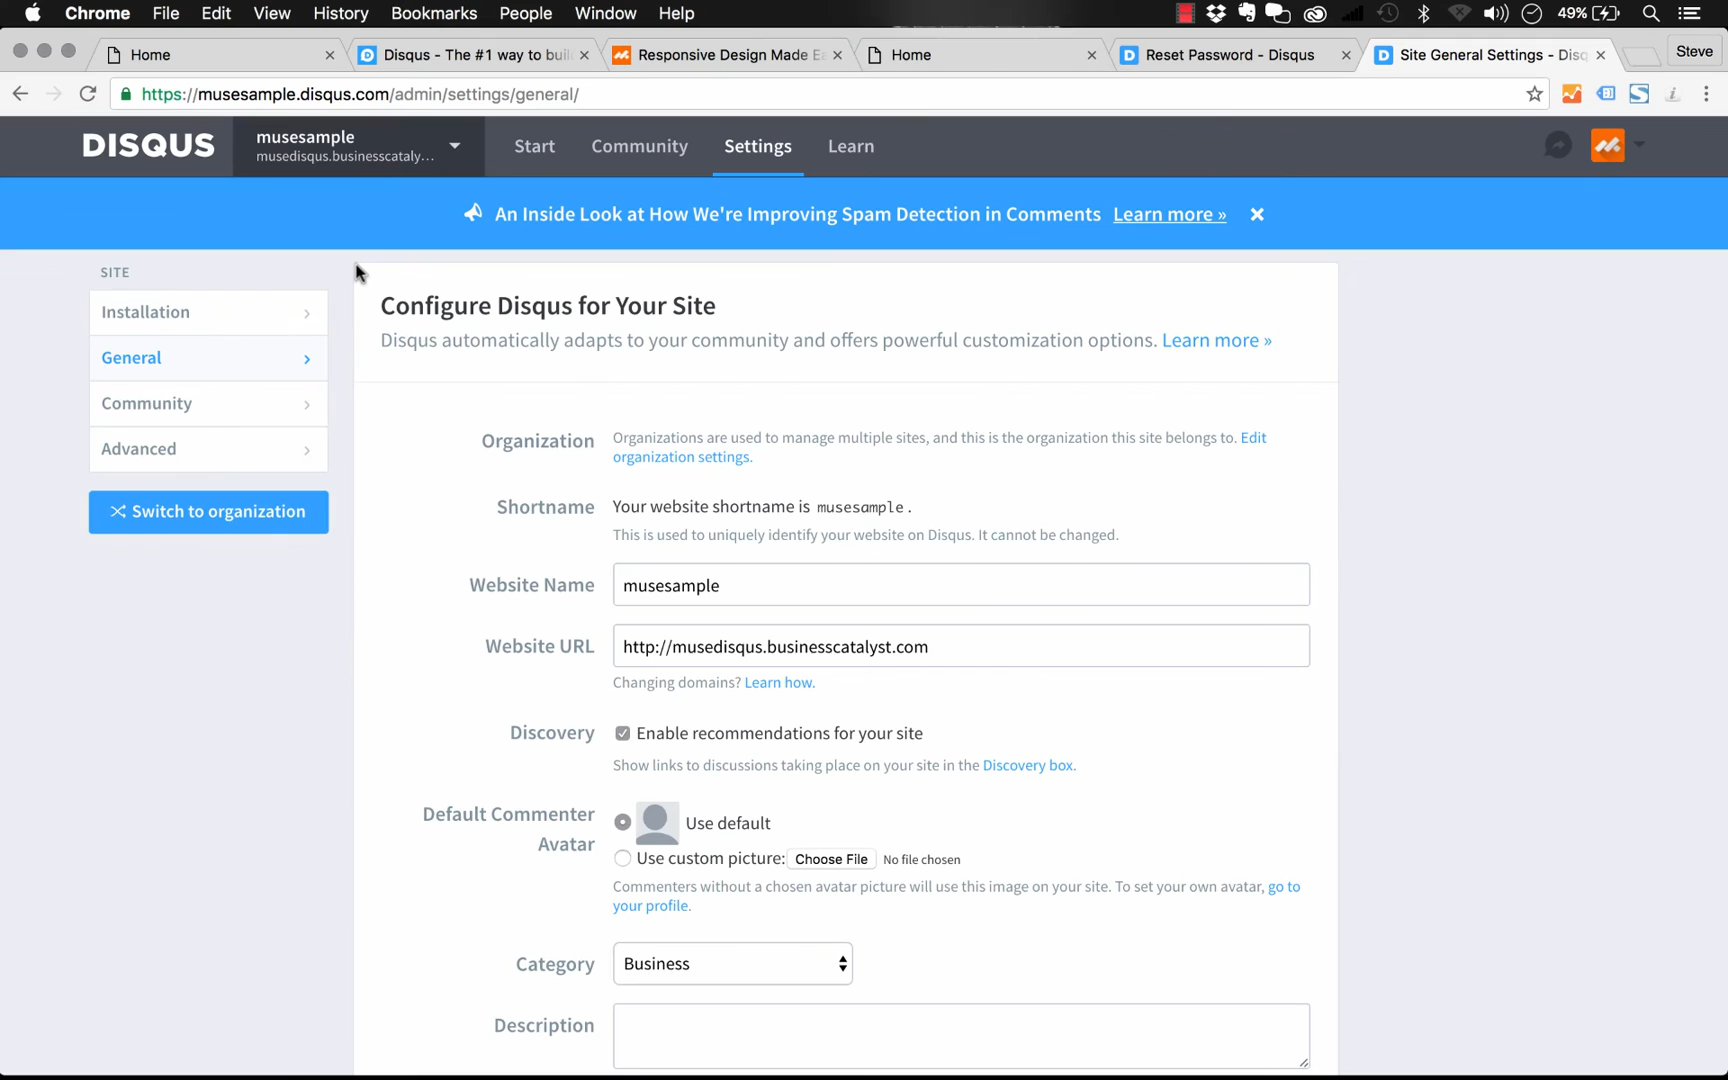 Chrome File Edit View History Bookmarks People Window Help 49%
Home Disqus - The #1 way to buil Responsive Design Made Ea Home Reset Password - Disqus Site General Settings - Disq Steve
https://musesample.disqus.com/admin/settings/general/
DISQUS musesample Start Community Settings Learn
musedisqus.businesscataly...
An Inside Look at How We're Improving Spam Detection in Comments Learn more »
SITE
Installation
General
Community
Advanced
Switch to organization
Configure Disqus for Your Site
Disqus automatically adapts to your community and offers powerful customization options. Learn more »
Organization Organizations are used to manage multiple sites, and this is the organization this site belongs to. Edit
organization settings.
Shortname Your website shortname is musesample.
This is used to uniquely identify your website on Disqus. It cannot be changed.
Website Name musesample
Website URL http://musedisqus.businesscatalyst.com
Changing domains? Learn how.
Discovery Enable recommendations for your site
Show links to discussions taking place on your site in the Discovery box.
Default Commenter
Avatar
Use default
Use custom picture: Choose File No file chosen
Commenters without a chosen avatar picture will use this image on your site. To set your own avatar, go to
your profile.
Category Business
Description